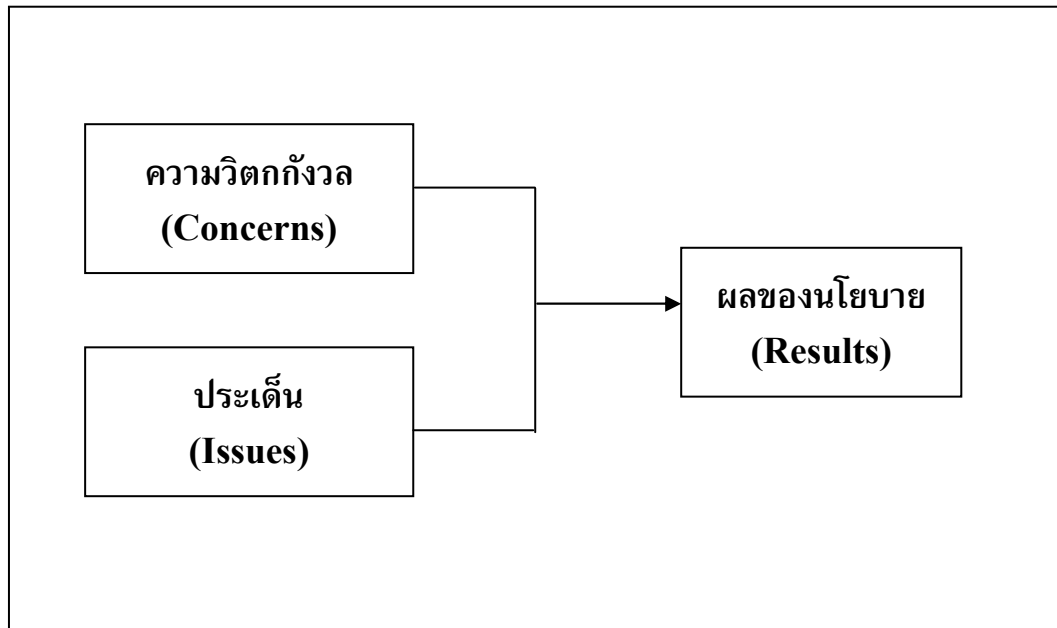 ความวิตกกังวล
(Concerns)
ประเด็น
(Issues)
ผลของนโยบาย
(Results)